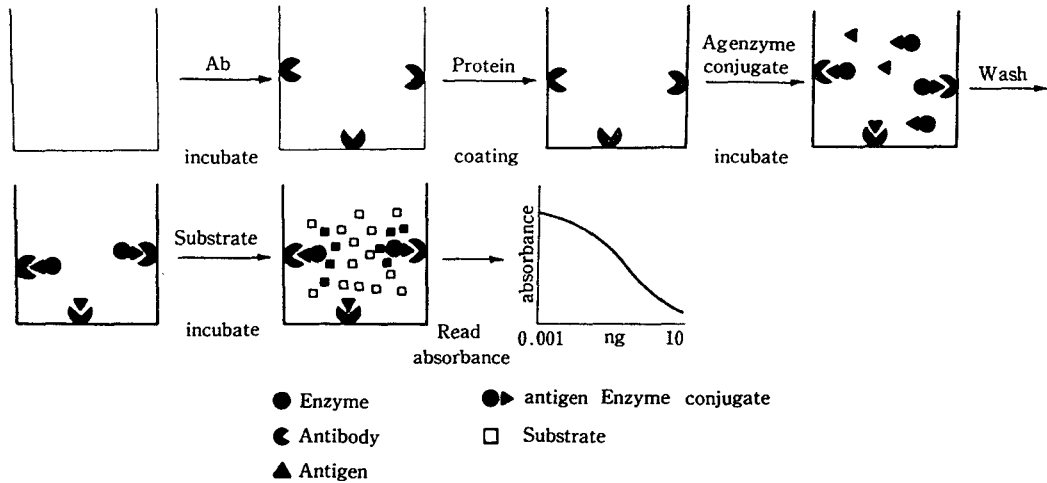 Ab
incubate
Protein
coating
Agenzyme
conjugate
incubate
Wash
Substrate
incubate
Read
absorbance
absorbance
0.001 ng 10
Enzyme
Antibody
Antigen
antigen Enzyme conjugate
Substrate